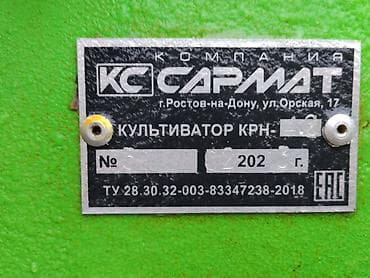 КОМПАНИЯ
КС САРМАТ
г.Ростов-на-Дону, ул.Орская, 17
КУЛЬТИВАТОР КРН-
№ 202 г.
ТУ 28.30.32-003-83347238-2018
ЕАС